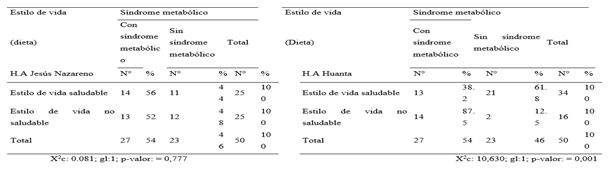 Estilo de vida (dieta) Síndrome metabólico
Con síndrome metabólico Sin síndrome metabólico Total
H.A Jesús Nazareno N° % N° % N° %
Estilo de vida saludable 14 56 11 44 25 100
Estilo de vida no saludable 13 52 12 48 25 100
Total 27 54 23 46 50 100
X²c: 0.081; gl:1; p-valor: = 0,777
Estilo de vida (Dieta) Síndrome metabólico
Con síndrome metabólico Sin síndrome metabólico Total
H.A Huanta N° % N° % N° %
Estilo de vida saludable 13 38.2 21 61.8 34 100
Estilo de vida no saludable 14 87.5 2 12.5 16 100
Total 27 54 23 46 50 100
X²c: 10,630; gl:1; p-valor: = 0,001